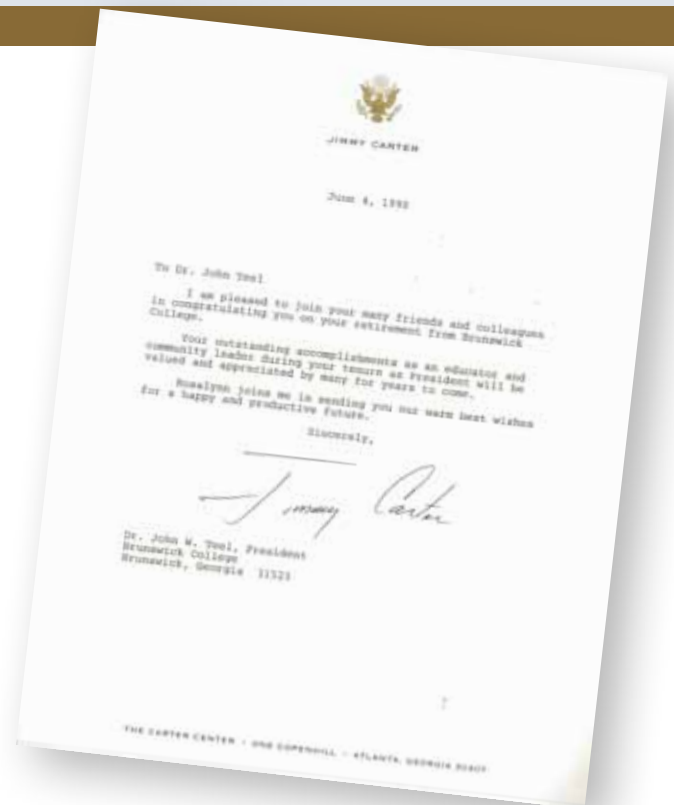 JIMMY CARTER
June 4, 1990
To Dr. John Teel
I am pleased to join your many friends and colleagues
in congratulating you on your retirement from Brunswick
College.
Your outstanding accomplishments as an educator and
community leader during your tenure as President will be
valued and appreciated by many for years to come.
Rosalynn joins me in sending you our warm best wishes
for a happy and productive future.
Sincerely,
Jimmy Carter
Dr. John W. Teel, President
Brunswick College
Brunswick, Georgia
THE CARTER CENTER · ONE COPENHILL · ATLANTA, GEORGIA 30307